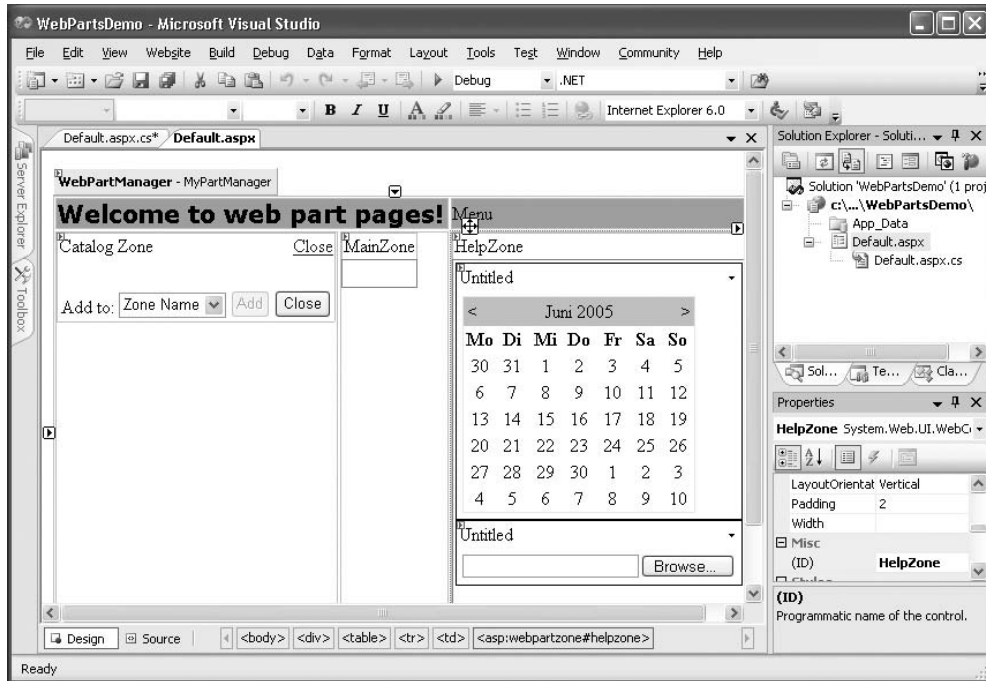 WebPartsDemo - Microsoft Visual Studio
File Edit View Website Build Debug Data Format Layout Tools Test Window Community Help
Debug .NET
B I U A Internet Explorer 6.0
Server Explorer
Toolbox
Default.aspx.cs* Default.aspx
WebPartManager - MyPartManager
Welcome to web part pages! Menu
Catalog Zone Close MainZone HelpZone
Add to: Zone Name Add Close
Untitled
< Juni 2005 >
Mo Di Mi Do Fr Sa So
30 31 1 2 3 4 5
6 7 8 9 10 11 12
13 14 15 16 17 18 19
20 21 22 23 24 25 26
27 28 29 30 1 2 3
4 5 6 7 8 9 10
Untitled
Browse...
Design Source <body> <div> <table> <tr> <td> <asp:webpartzone#helpzone>
Solution Explorer - Soluti...
Solution 'WebPartsDemo' (1 proj
c:\...\WebPartsDemo\
App_Data
Default.aspx
Default.aspx.cs
Sol... Te... Cla...
Properties
HelpZone System.Web.UI.WebC
LayoutOrientat Vertical
Padding 2
Width
Misc
(ID) HelpZone
(ID)
Programmatic name of the control.
Ready